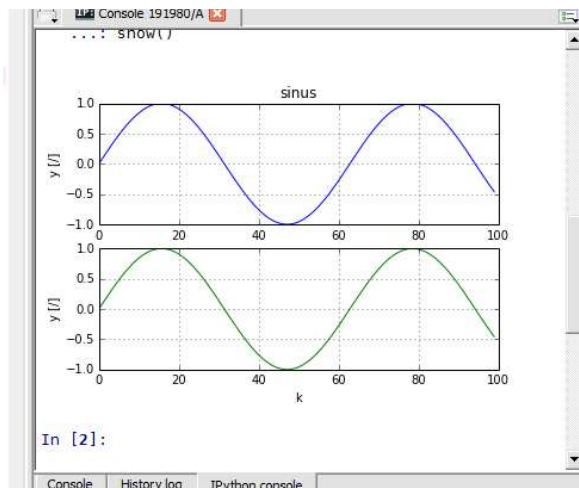 IP: Console 191980/A
...: show()
sinus
1.0
0.5
0.0
−0.5
−1.0
y [/]
0 20 40 60 80 100
1.0
0.5
0.0
−0.5
−1.0
y [/]
0 20 40 60 80 100
k
In [2]:
Console History log IPython console